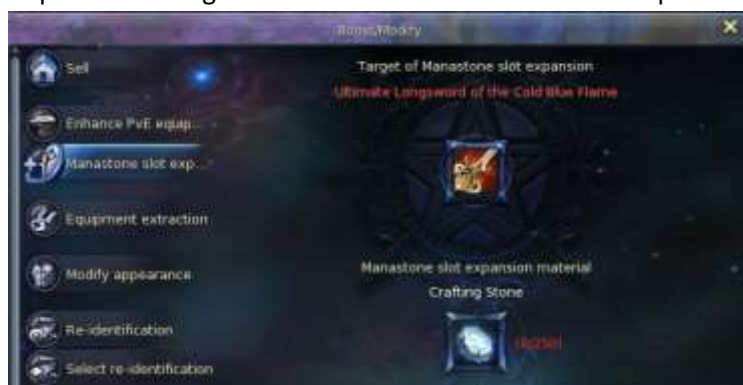 Boost/Modify
Sell
Enhance PvE equip...
Manastone slot exp...
Equipment extraction
Modify appearance
Re-identification
Select re-identification
Target of Manastone slot expansion
Ultimate Longsword of the Cold Blue Flame
Manastone slot expansion material
Crafting Stone